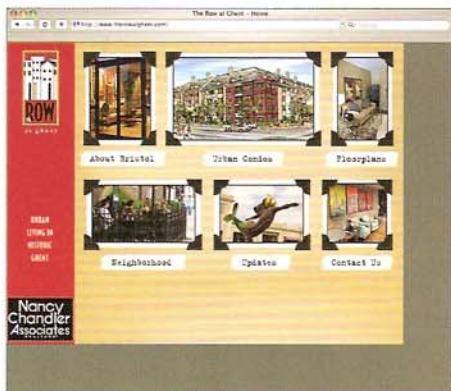 The Row at Ghent - Home
ROW
at ghent
About Bristol
Urban Condos
Floorplans
URBAN
LIVING IN
HISTORIC
GHENT
Neighborhood
Updates
Contact Us
Nancy
Chandler
Associates